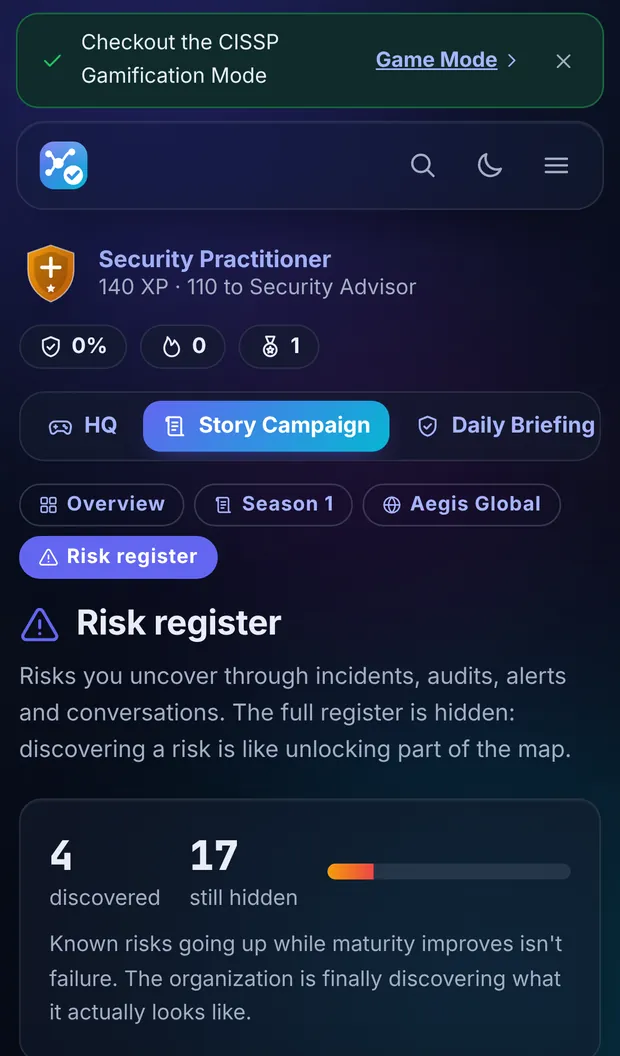 Checkout the CISSP
Gamification Mode
Game Mode
Security Practitioner
140 XP · 110 to Security Advisor
0%
0
1
HQ
Story Campaign
Daily Briefing
Overview
Season 1
Aegis Global
Risk register
Risk register
Risks you uncover through incidents, audits, alerts
and conversations. The full register is hidden:
discovering a risk is like unlocking part of the map.
4
discovered
17
still hidden
Known risks going up while maturity improves isn't
failure. The organization is finally discovering what
it actually looks like.